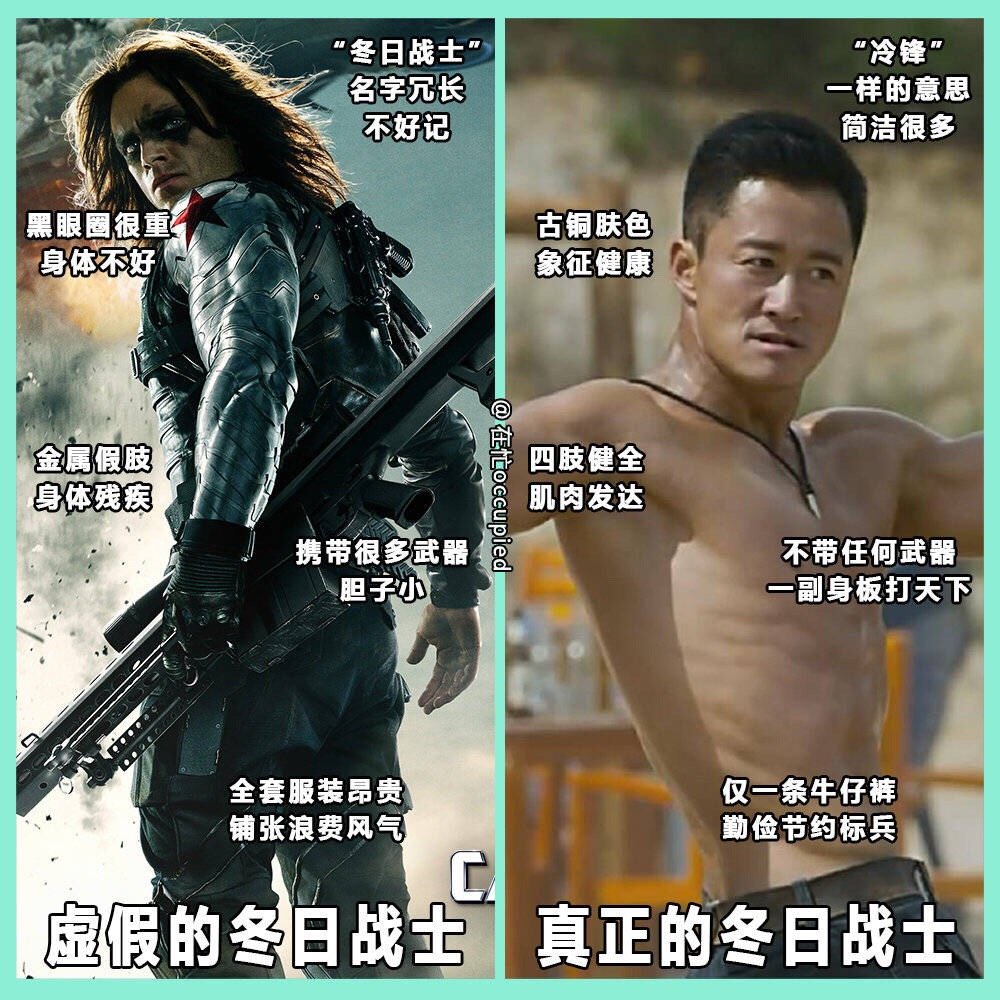 “冬日战士”
名字冗长
不好记
黑眼圈很重
身体不好
金属假肢
身体残疾
携带很多武器
胆子小
全套服装昂贵
铺张浪费风气
虚假的冬日战士
@在忙occupied
“冷锋”
一样的意思
简洁很多
古铜肤色
象征健康
四肢健全
肌肉发达
不带任何武器
一副身板打天下
仅一条牛仔裤
勤俭节约标兵
真正的冬日战士